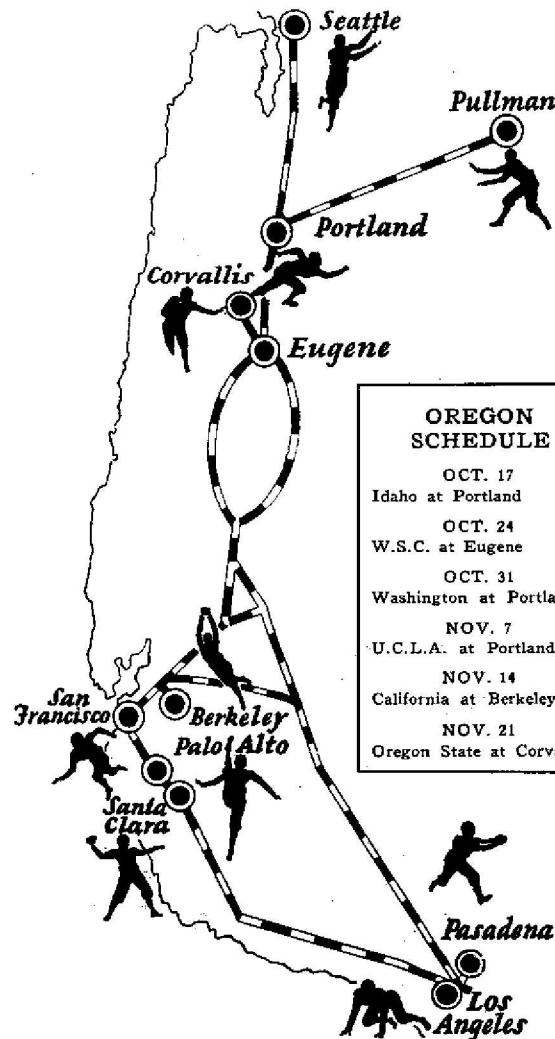 Seattle
Pullman
Portland
Corvallis
Eugene
OREGON
SCHEDULE
OCT. 17
Idaho at Portland
OCT. 24
W.S.C. at Eugene
OCT. 31
Washington at Portla
NOV. 7
U.C.L.A. at Portland
NOV. 14
California at Berkeley
NOV. 21
Oregon State at Corv
San
Francisco
Berkeley
Palo Alto
Santa
Clara
Pasadena
Los
Angeles